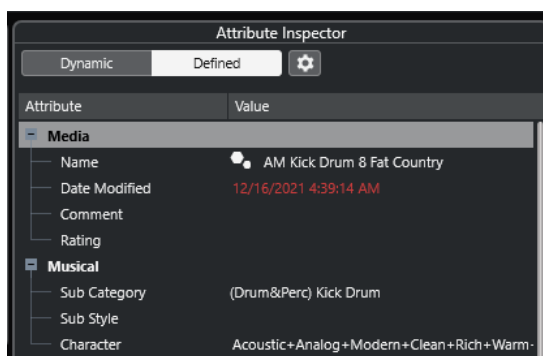 Attribute Inspector
Dynamic Defined
Attribute Value
Media
Name AM Kick Drum 8 Fat Country
Date Modified 12/16/2021 4:39:14 AM
Comment
Rating
Musical
Sub Category (Drum&Perc) Kick Drum
Sub Style
Character Acoustic+Analog+Modern+Clean+Rich+Warm-